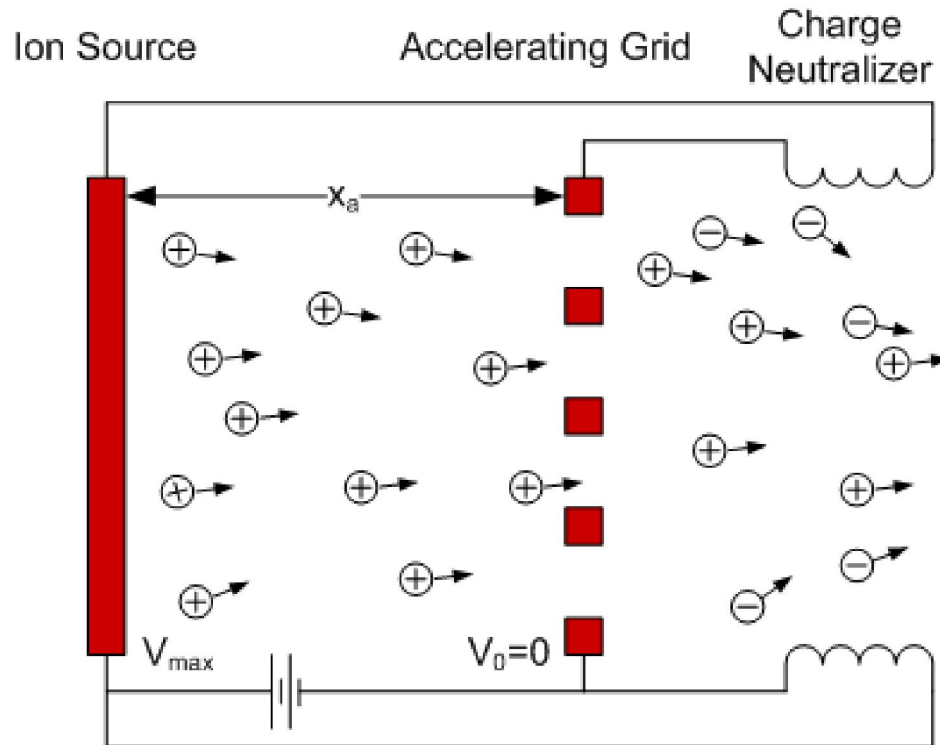 Ion Source
Accelerating Grid
Charge
Neutralizer
xₐ
Vₘₐₓ
V₀=0